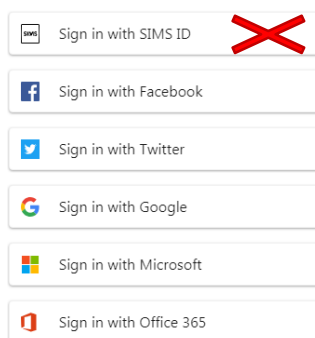 SIMS Sign in with SIMS ID
Sign in with Facebook
Sign in with Twitter
Sign in with Google
Sign in with Microsoft
Sign in with Office 365